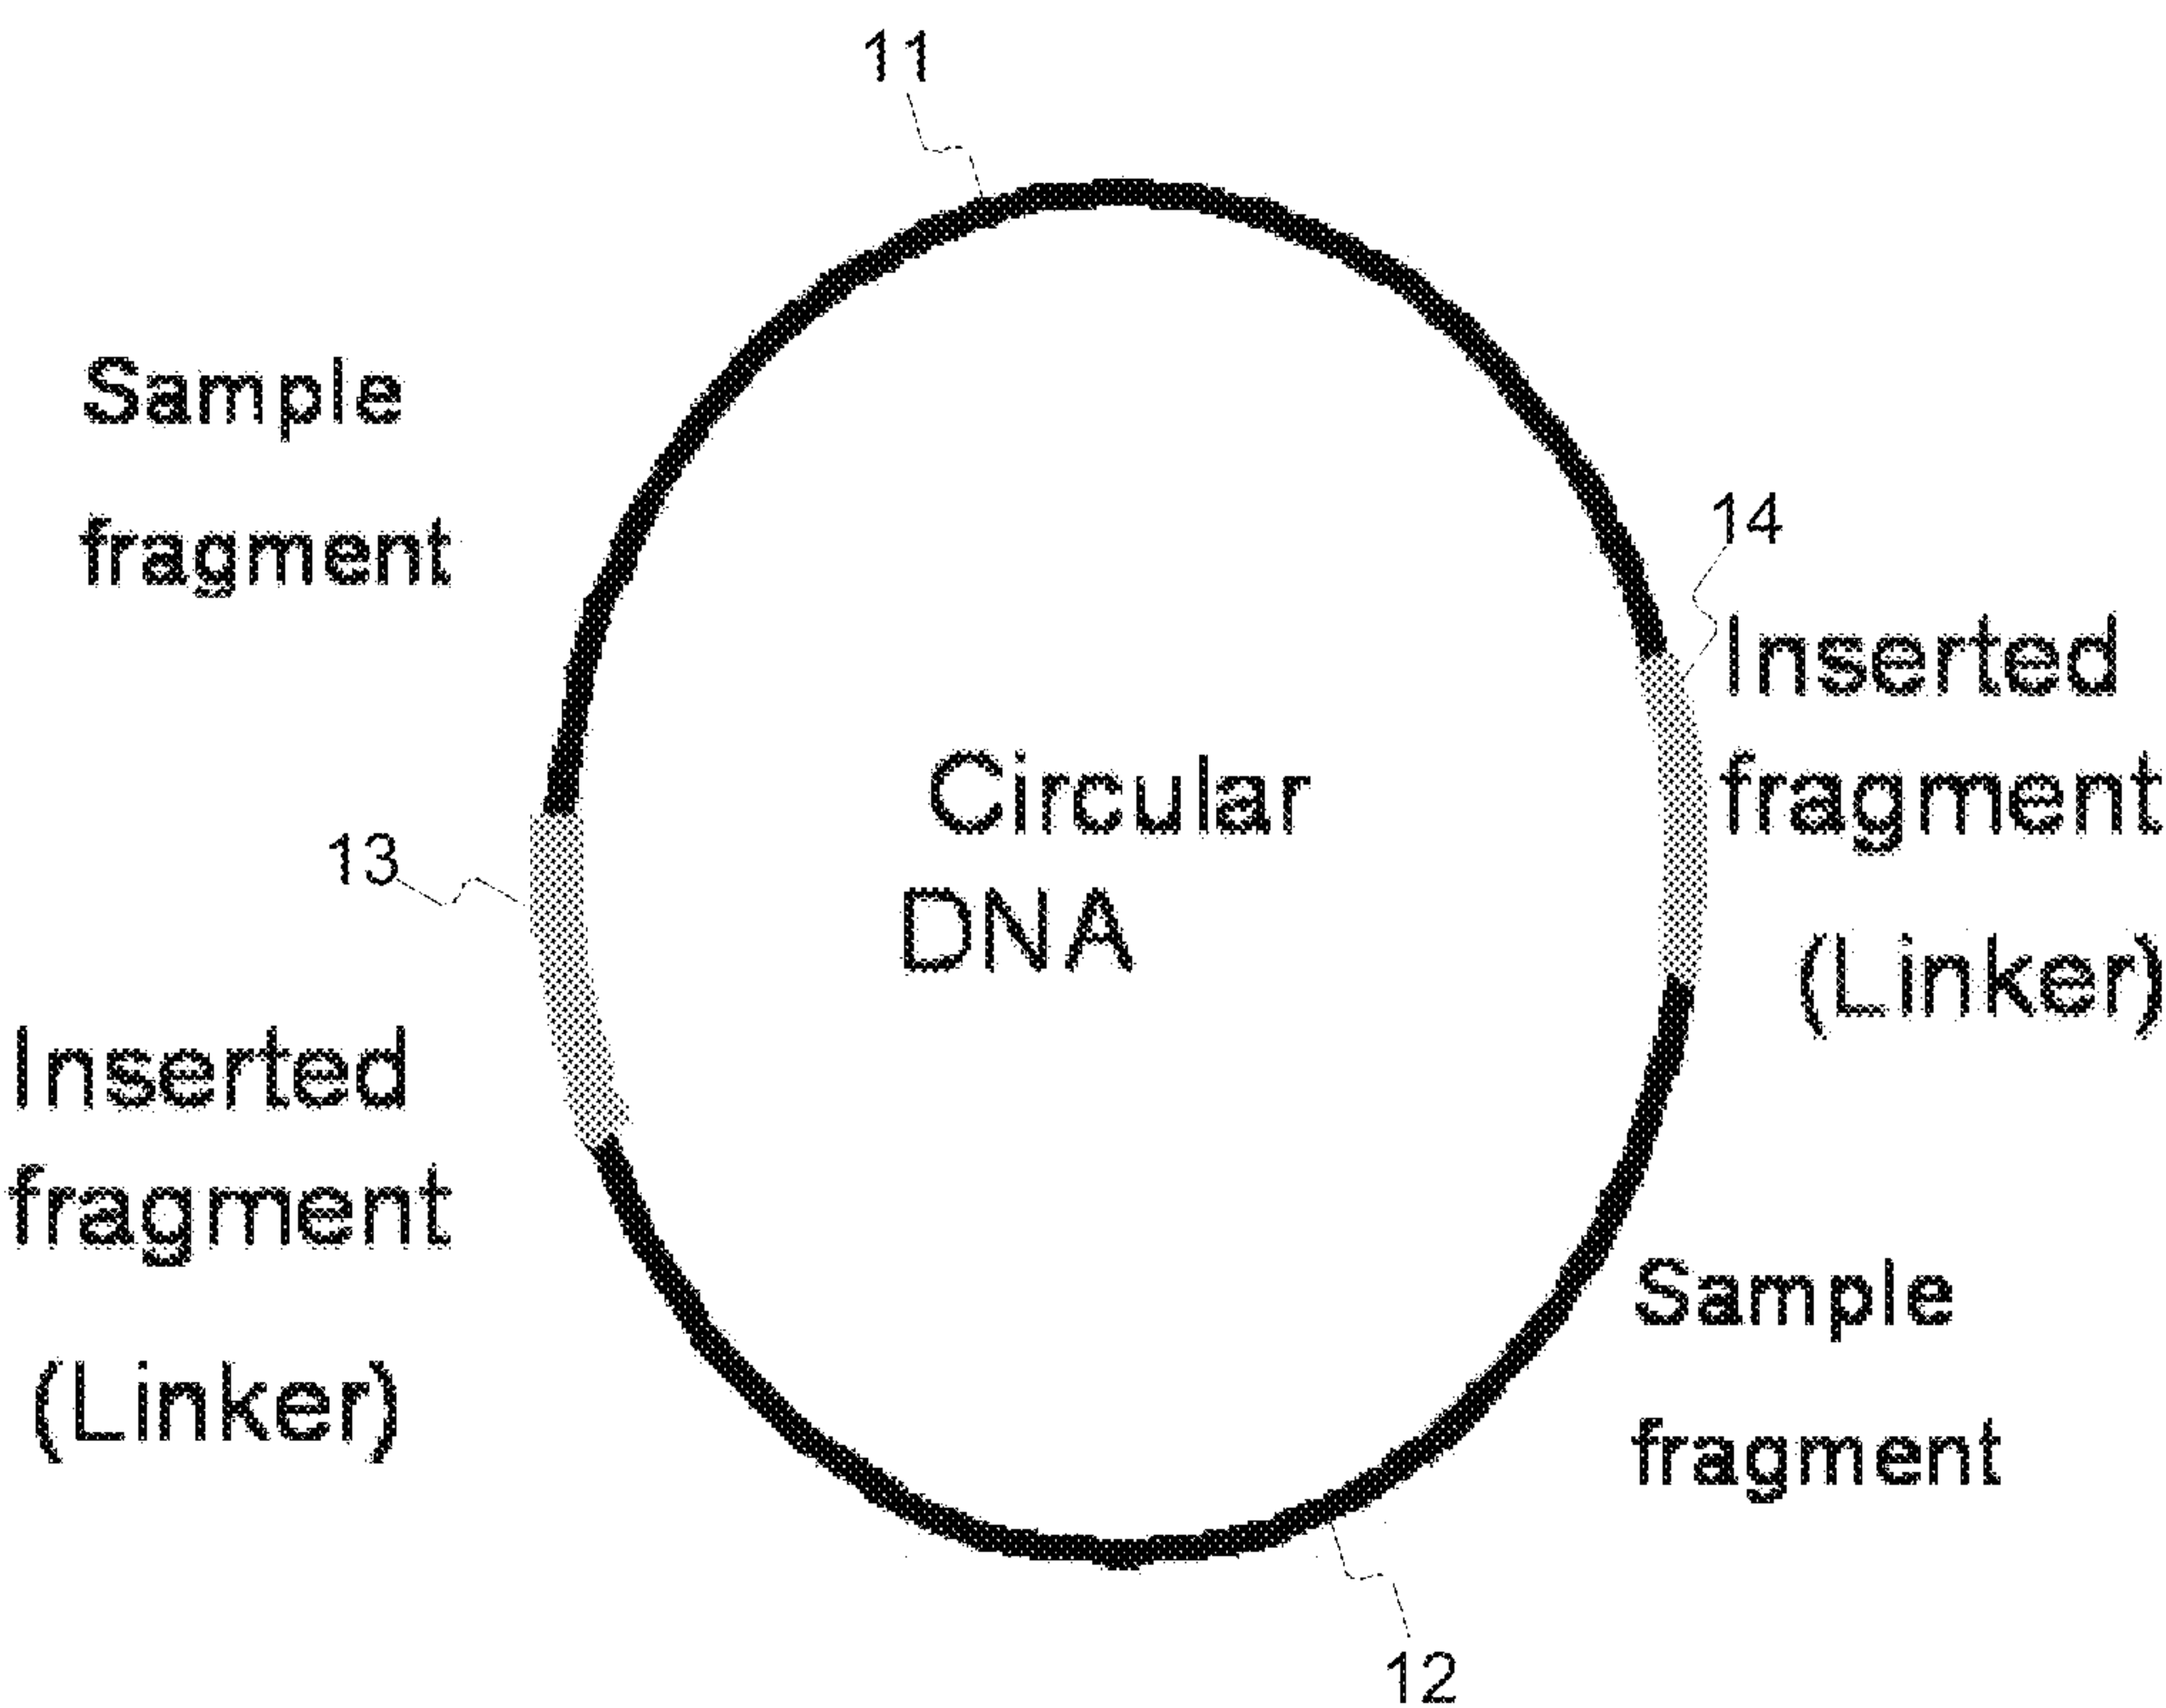 11
Sample
fragment
14
Inserted
fragment
(Linker)
Circular
DNA
13
Inserted
fragment
(Linker)
Sample
fragment
12